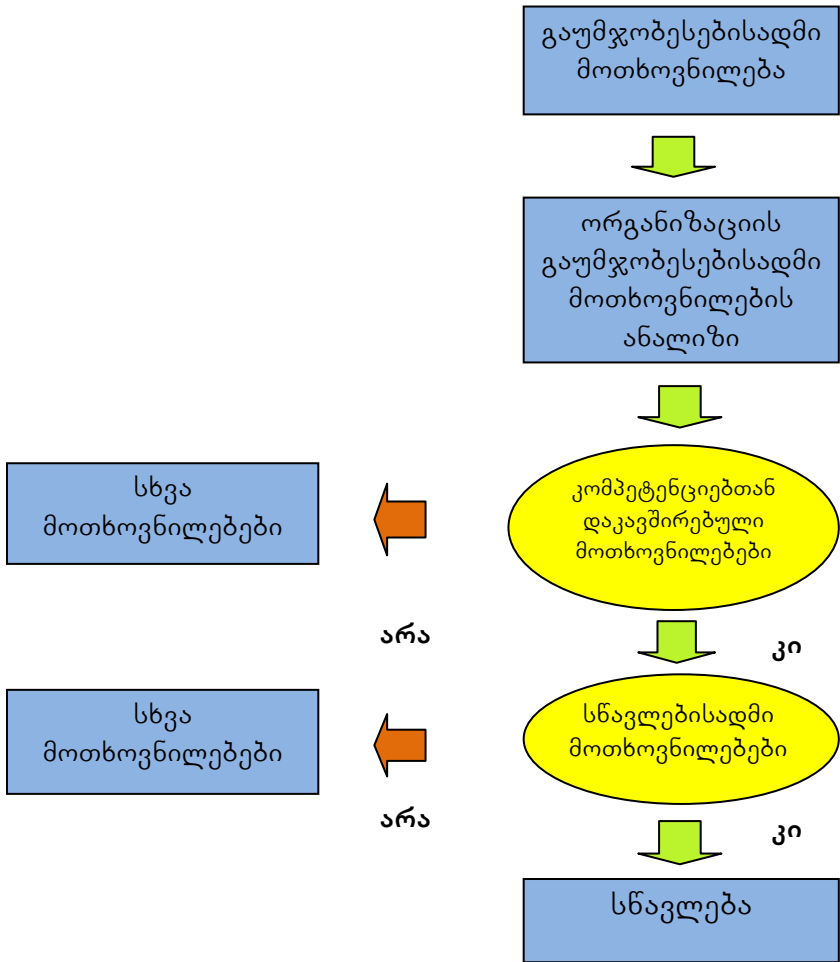 გაუმჯობესებისადმი
მოთხოვნილება
ორგანიზაციის
გაუმჯობესებისადმი
მოთხოვნილების
ანალიზი
კომპეტენციებთან
დაკავშირებული
მოთხოვნილებები
სხვა
მოთხოვნილებები
არა
კი
სწავლებისადმი
მოთხოვნილებები
სხვა
მოთხოვნილებები
არა
კი
სწავლება